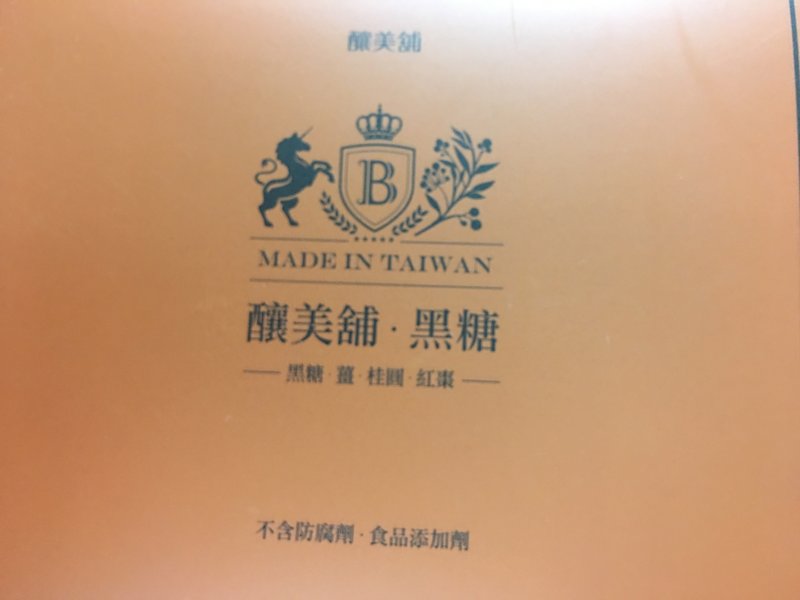 釀美舖
B
MADE IN TAIWAN
釀美舖·黑糖
黑糖·薑·桂圓·紅棗
不含防腐劑·食品添加劑